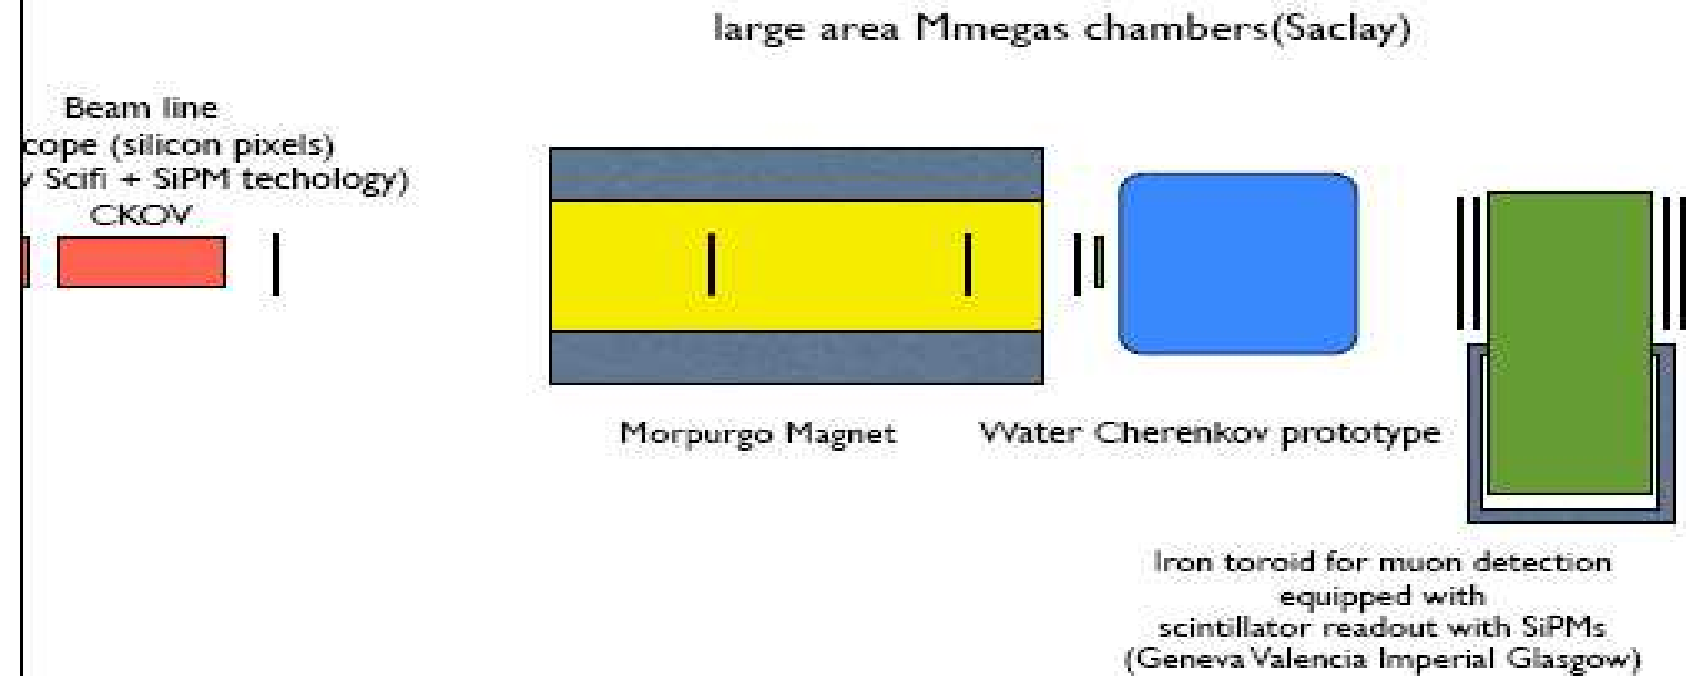 large area Mmegas chambers(Saclay)
Beam line
cope (silicon pixels)
Scifi + SiPM techology)
CKOV
Morpurgo Magnet
Water Cherenkov prototype
Iron toroid for muon detection
equipped with
scintillator readout with SiPMs
(Geneva Valencia Imperial Glasgow)